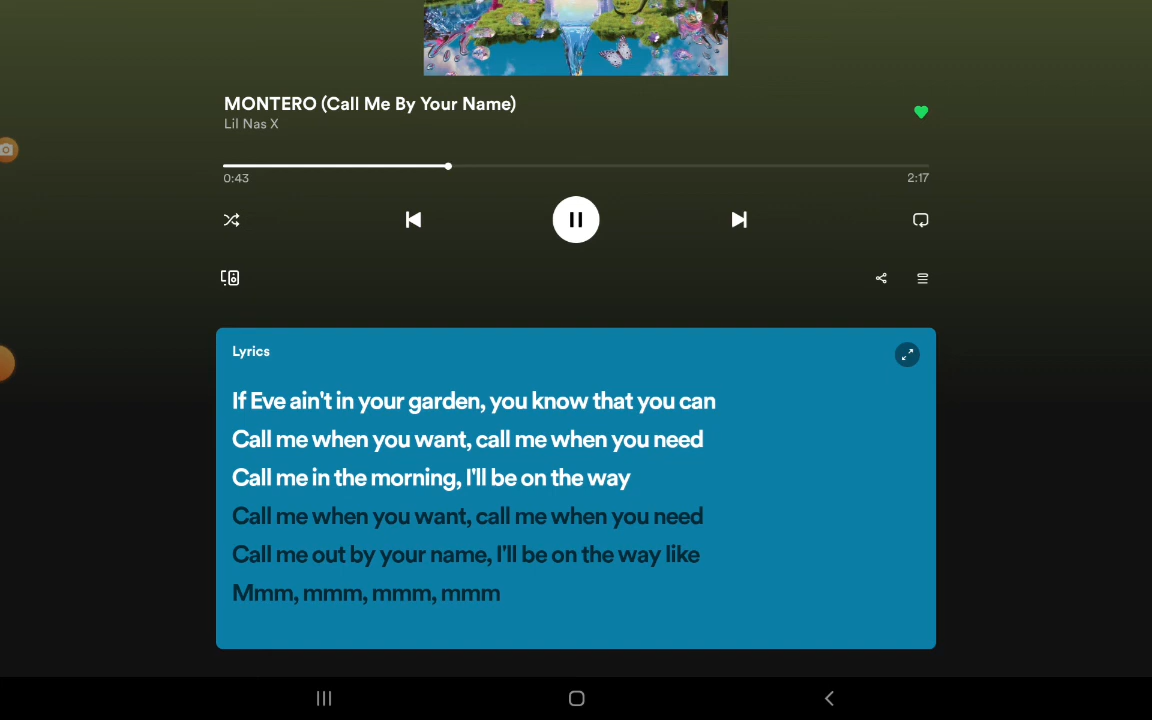 MONTERO (Call Me By Your Name)
Lil Nas X
0:43
2:17
Lyrics
If Eve ain't in your garden, you know that you can
Call me when you want, call me when you need
Call me in the morning, I'll be on the way
Call me when you want, call me when you need
Call me out by your name, I'll be on the way like
Mmm, mmm, mmm, mmm